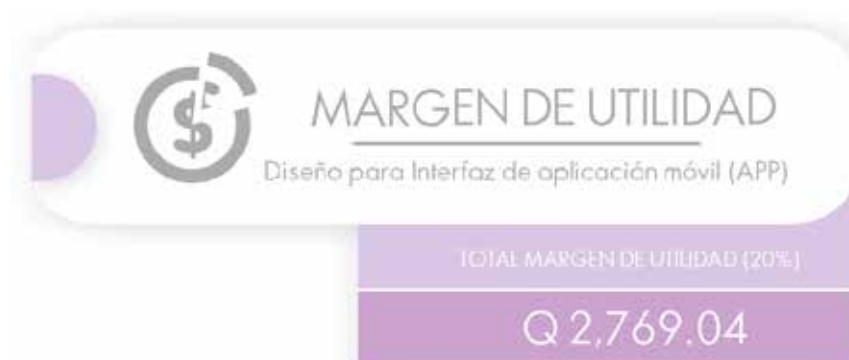 MARGEN DE UTILIDAD
Diseño para Interfaz de aplicación móvil (APP)
TOTAL MARGEN DE UTILIDAD (20%)
Q 2,769.04